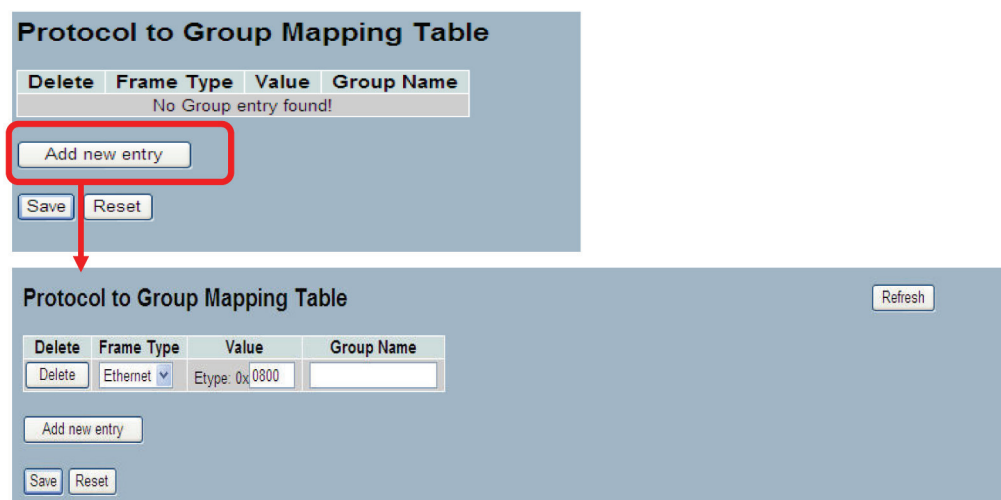 Protocol to Group Mapping Table
Delete Frame Type Value Group Name
No Group entry found!
Add new entry
Save Reset
Protocol to Group Mapping Table Refresh
Delete Frame Type Value Group Name
Delete Ethernet Etype: 0x 0800
Add new entry
Save Reset